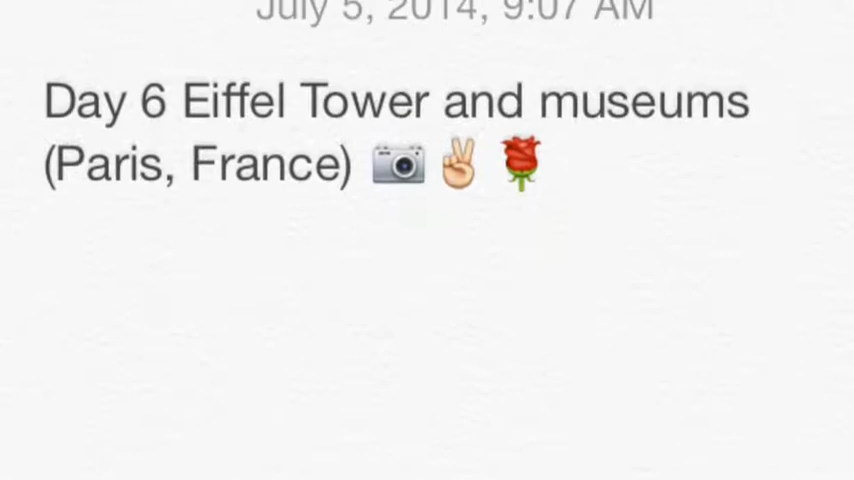 July 5, 2014, 9:07 AM
Day 6 Eiffel Tower and museums
(Paris, France) 📷✌🏼🌹